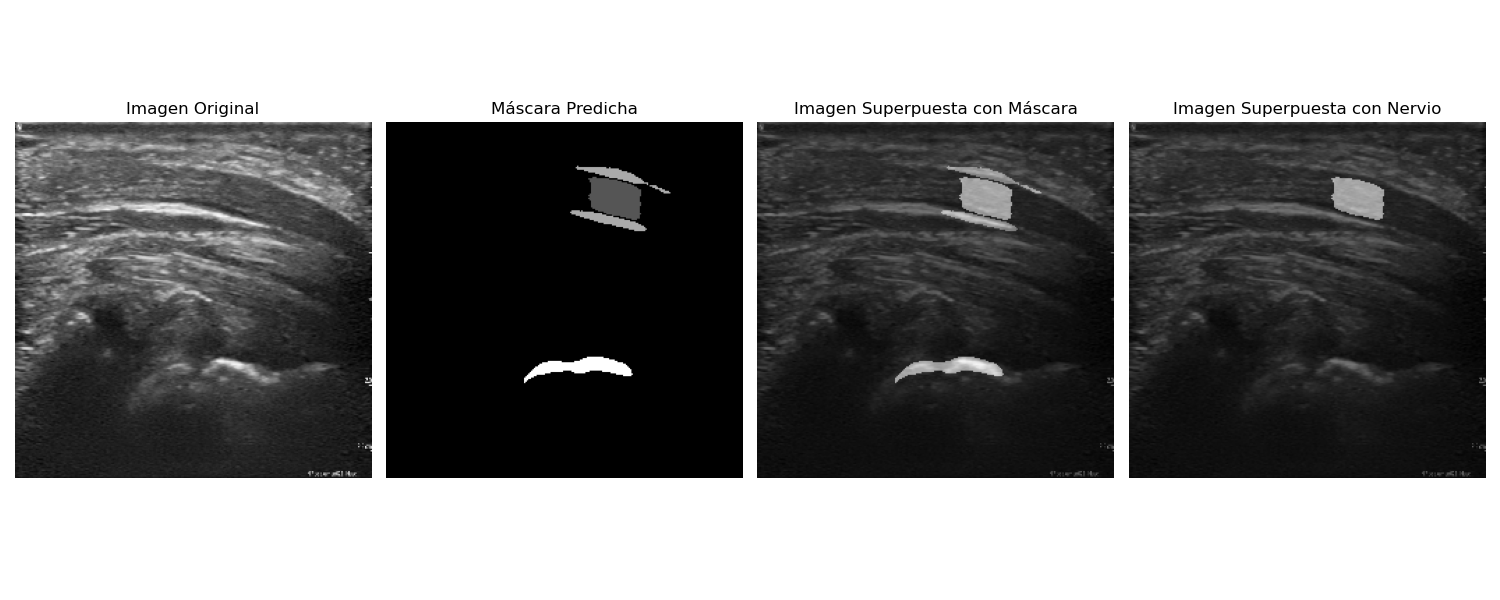 Imagen Original
Máscara Predicha
Imagen Superpuesta con Máscara
Imagen Superpuesta con Nervio